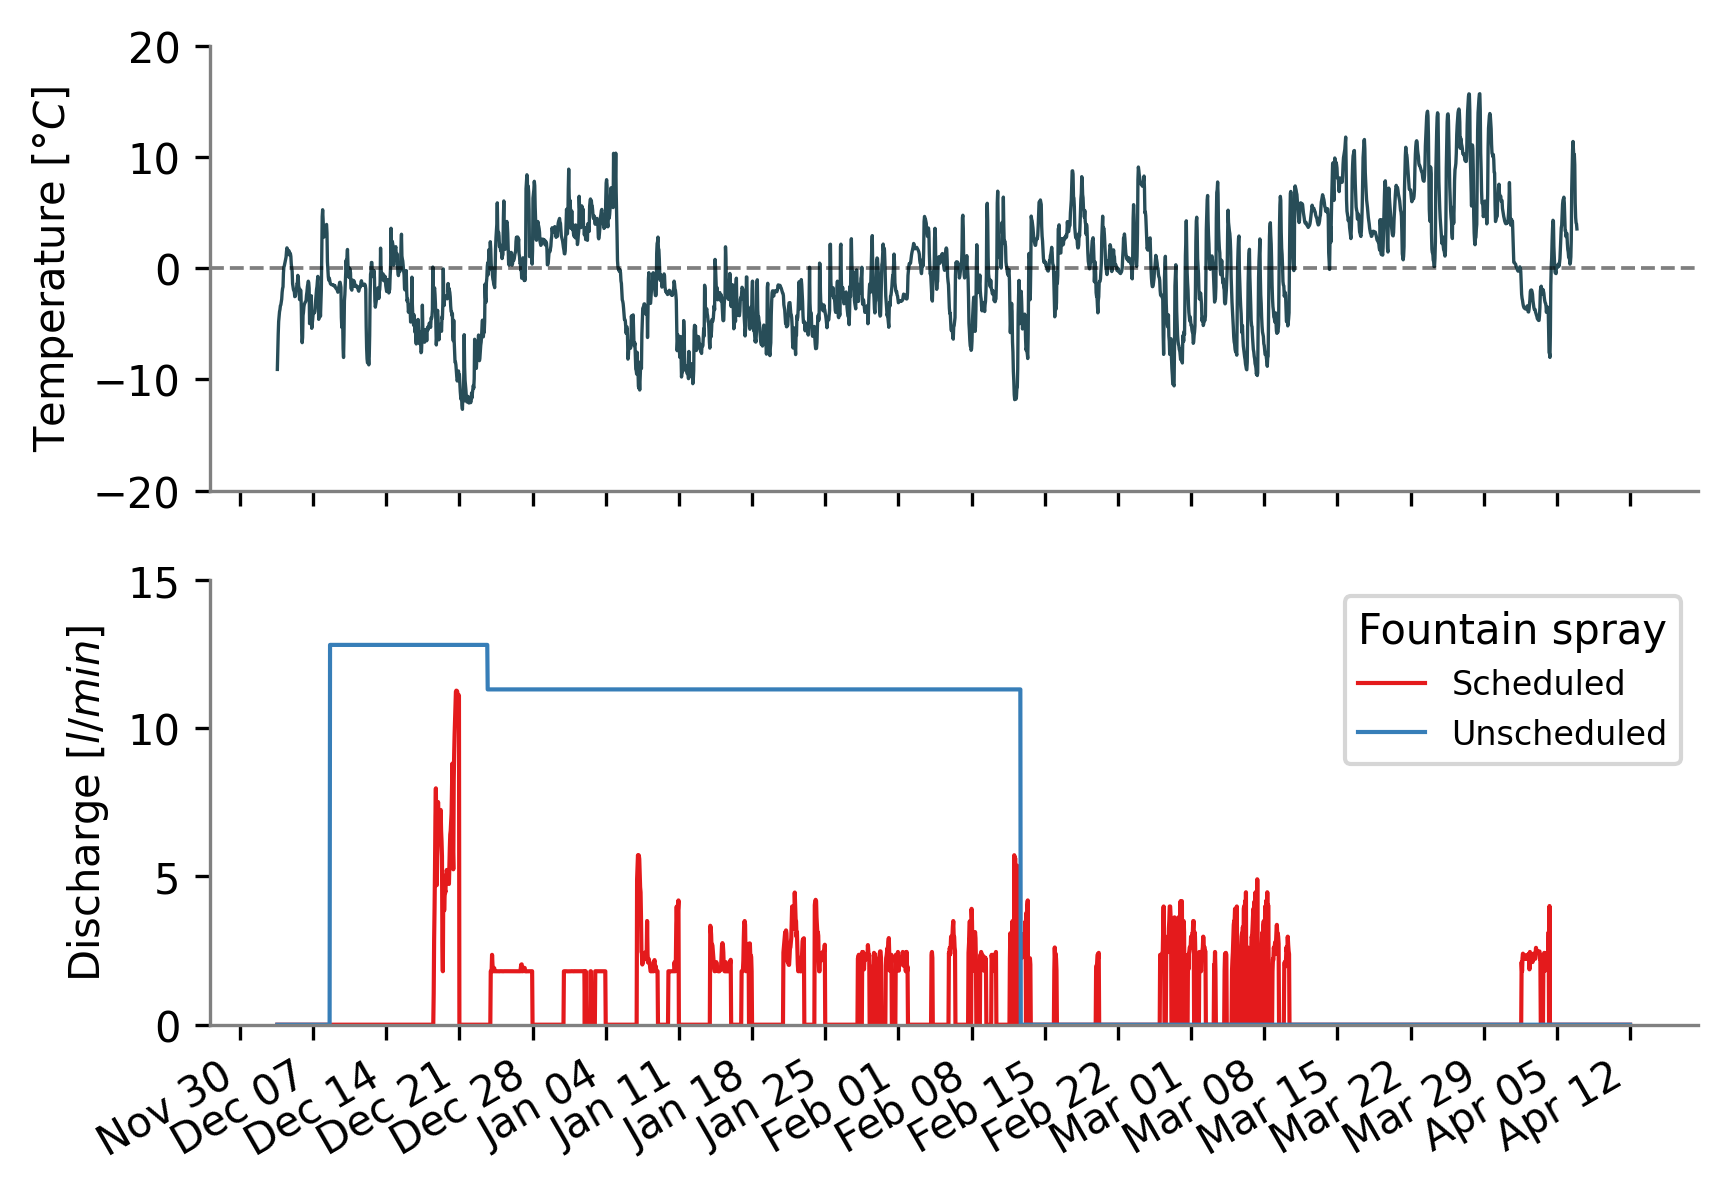 Temperature [°C]
20
10
0
−10
−20
Discharge [l/min]
15
10
5
0
Fountain spray
Scheduled
Unscheduled
Nov 30
Dec 07
Dec 14
Dec 21
Dec 28
Jan 04
Jan 11
Jan 18
Jan 25
Feb 01
Feb 08
Feb 15
Feb 22
Mar 01
Mar 08
Mar 15
Mar 22
Mar 29
Apr 05
Apr 12